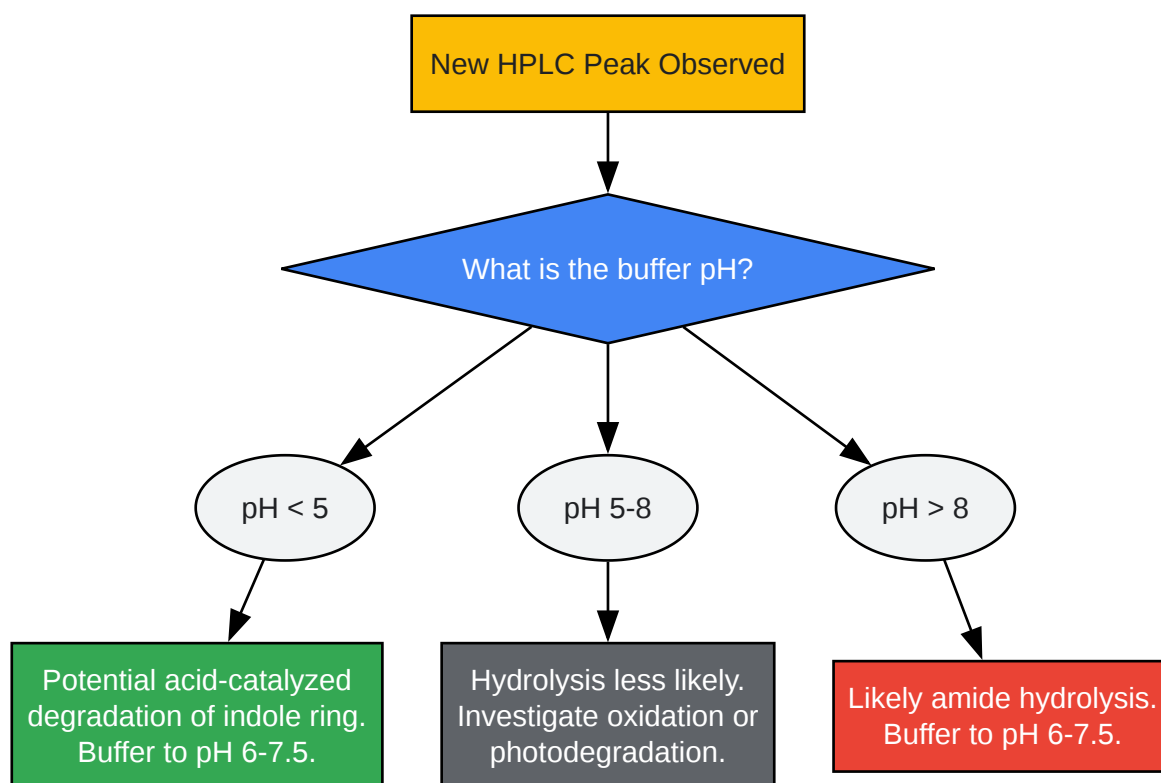 New HPLC Peak Observed
What is the buffer pH?
pH < 5
pH 5-8
pH > 8
Potential acid-catalyzed
degradation of indole ring.
Buffer to pH 6-7.5.
Hydrolysis less likely.
Investigate oxidation or
photodegradation.
Likely amide hydrolysis.
Buffer to pH 6-7.5.